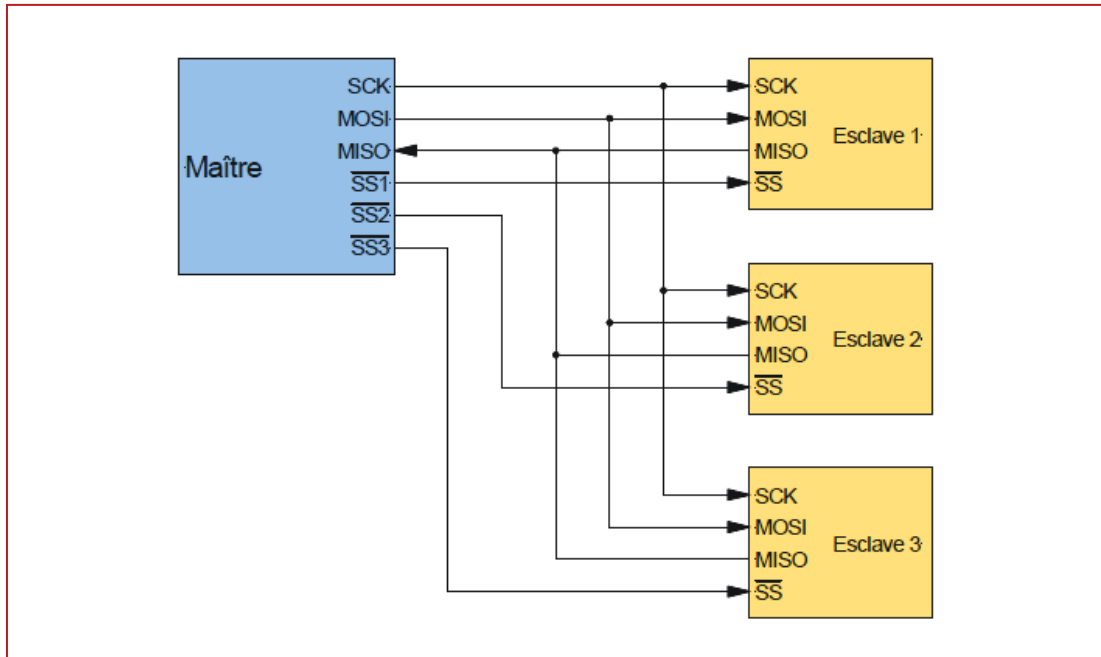 SCK
MOSI
MISO
Maître
SS1
SS2
SS3
SCK
MOSI
Esclave 1
MISO
SS
SCK
MOSI
Esclave 2
MISO
SS
SCK
MOSI
Esclave 3
MISO
SS